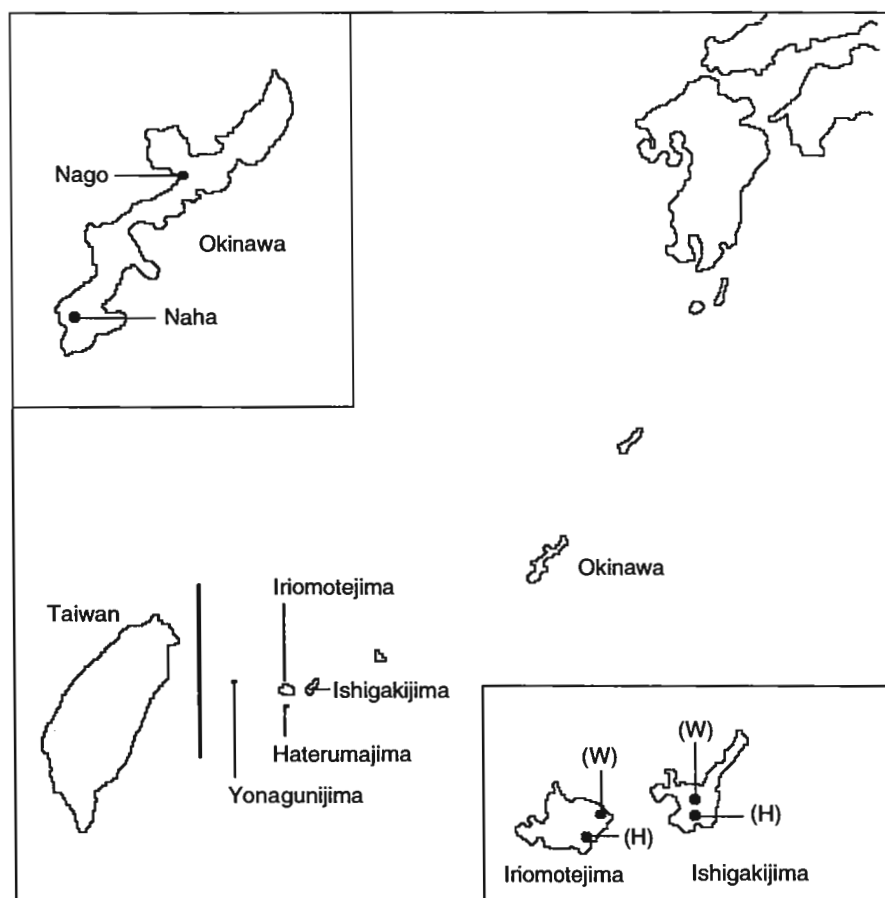 Nago
Okinawa
Naha
Okinawa
Iriomotejima
Taiwan
Ishigakijima
Haterumajima
Yonagunijima
(W)
(W)
(H)
(H)
Iriomotejima
Ishigakijima